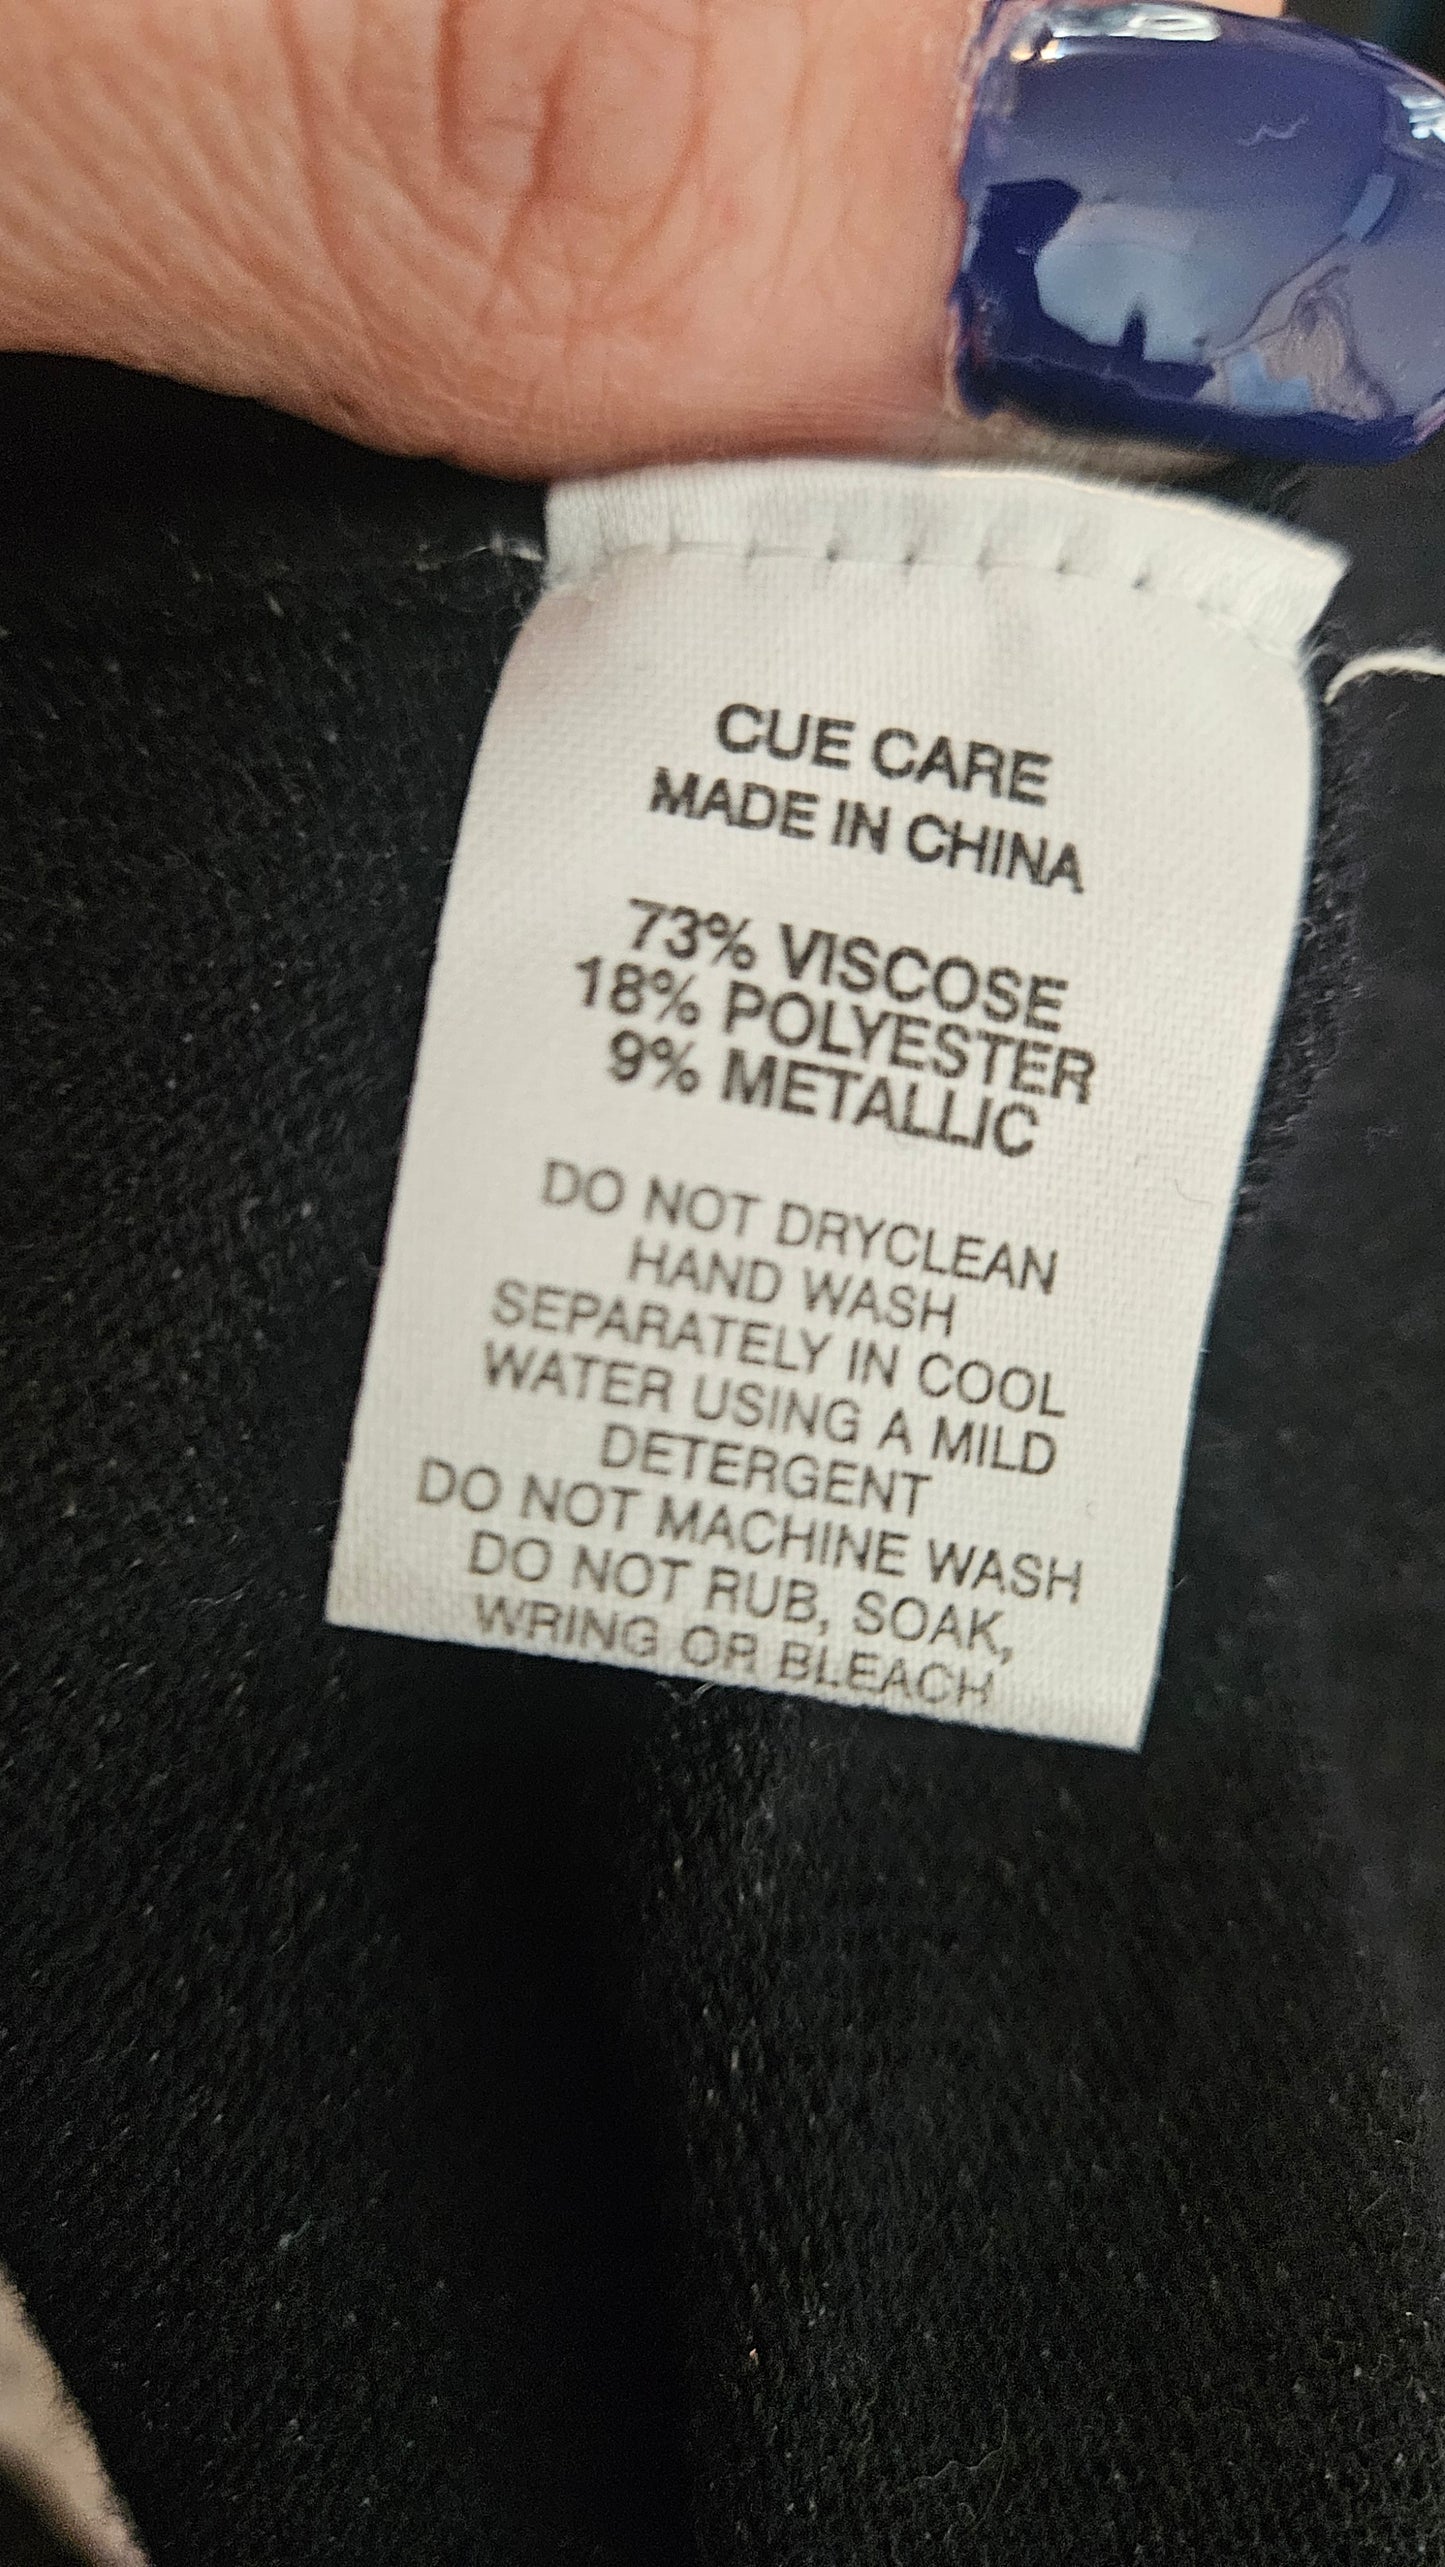 CUE CARE
MADE IN CHINA
73% VISCOSE
18% POLYESTER
9% METALLIC
DO NOT DRYCLEAN
HAND WASH
SEPARATELY IN COOL
WATER USING A MILD
DETERGENT
DO NOT MACHINE WASH
DO NOT RUB, SOAK,
WRING OR BLEACH